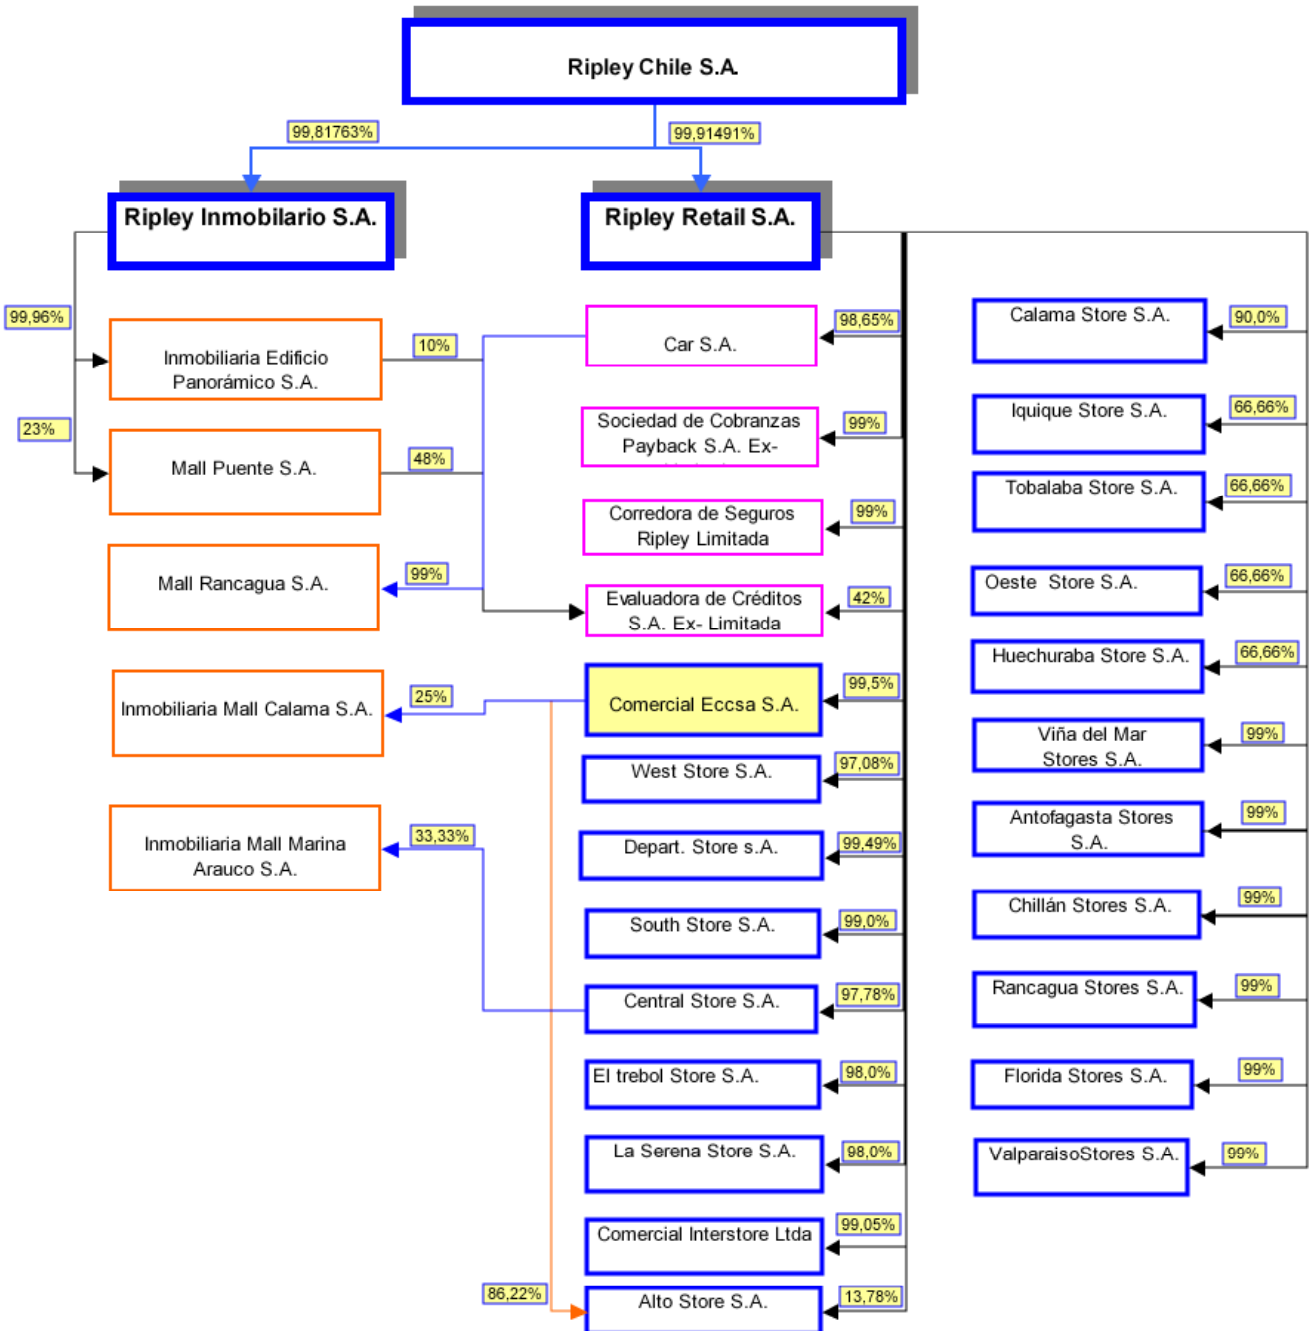 Ripley Chile S.A.
99,81763%
99,91491%
Ripley Inmobilario S.A.
Ripley Retail S.A.
99,96%
23%
Inmobiliaria Edificio
Panorámico S.A.
10%
Mall Puente S.A.
48%
Mall Rancagua S.A.
99%
Inmobiliaria Mall Calama S.A.
25%
Inmobiliaria Mall Marina
Arauco S.A.
33,33%
Car S.A.
98,65%
Sociedad de Cobranzas
Payback S.A. Ex-
99%
Corredora de Seguros
Ripley Limitada
99%
Evaluadora de Créditos
S.A. Ex- Limitada
42%
Comercial Eccsa S.A.
99,5%
West Store S.A.
97,08%
Depart. Store s.A.
99,49%
South Store S.A.
99,0%
Central Store S.A.
97,78%
El trebol Store S.A.
98,0%
La Serena Store S.A.
98,0%
Comercial Interstore Ltda
99,05%
86,22%
Alto Store S.A.
13,78%
Calama Store S.A.
90,0%
Iquique Store S.A.
66,66%
Tobalaba Store S.A.
66,66%
Oeste Store S.A.
66,66%
Huechuraba Store S.A.
66,66%
Viña del Mar
Stores S.A.
99%
Antofagasta Stores
S.A.
99%
Chillán Stores S.A.
99%
Rancagua Stores S.A.
99%
Florida Stores S.A.
99%
ValparaisoStores S.A.
99%